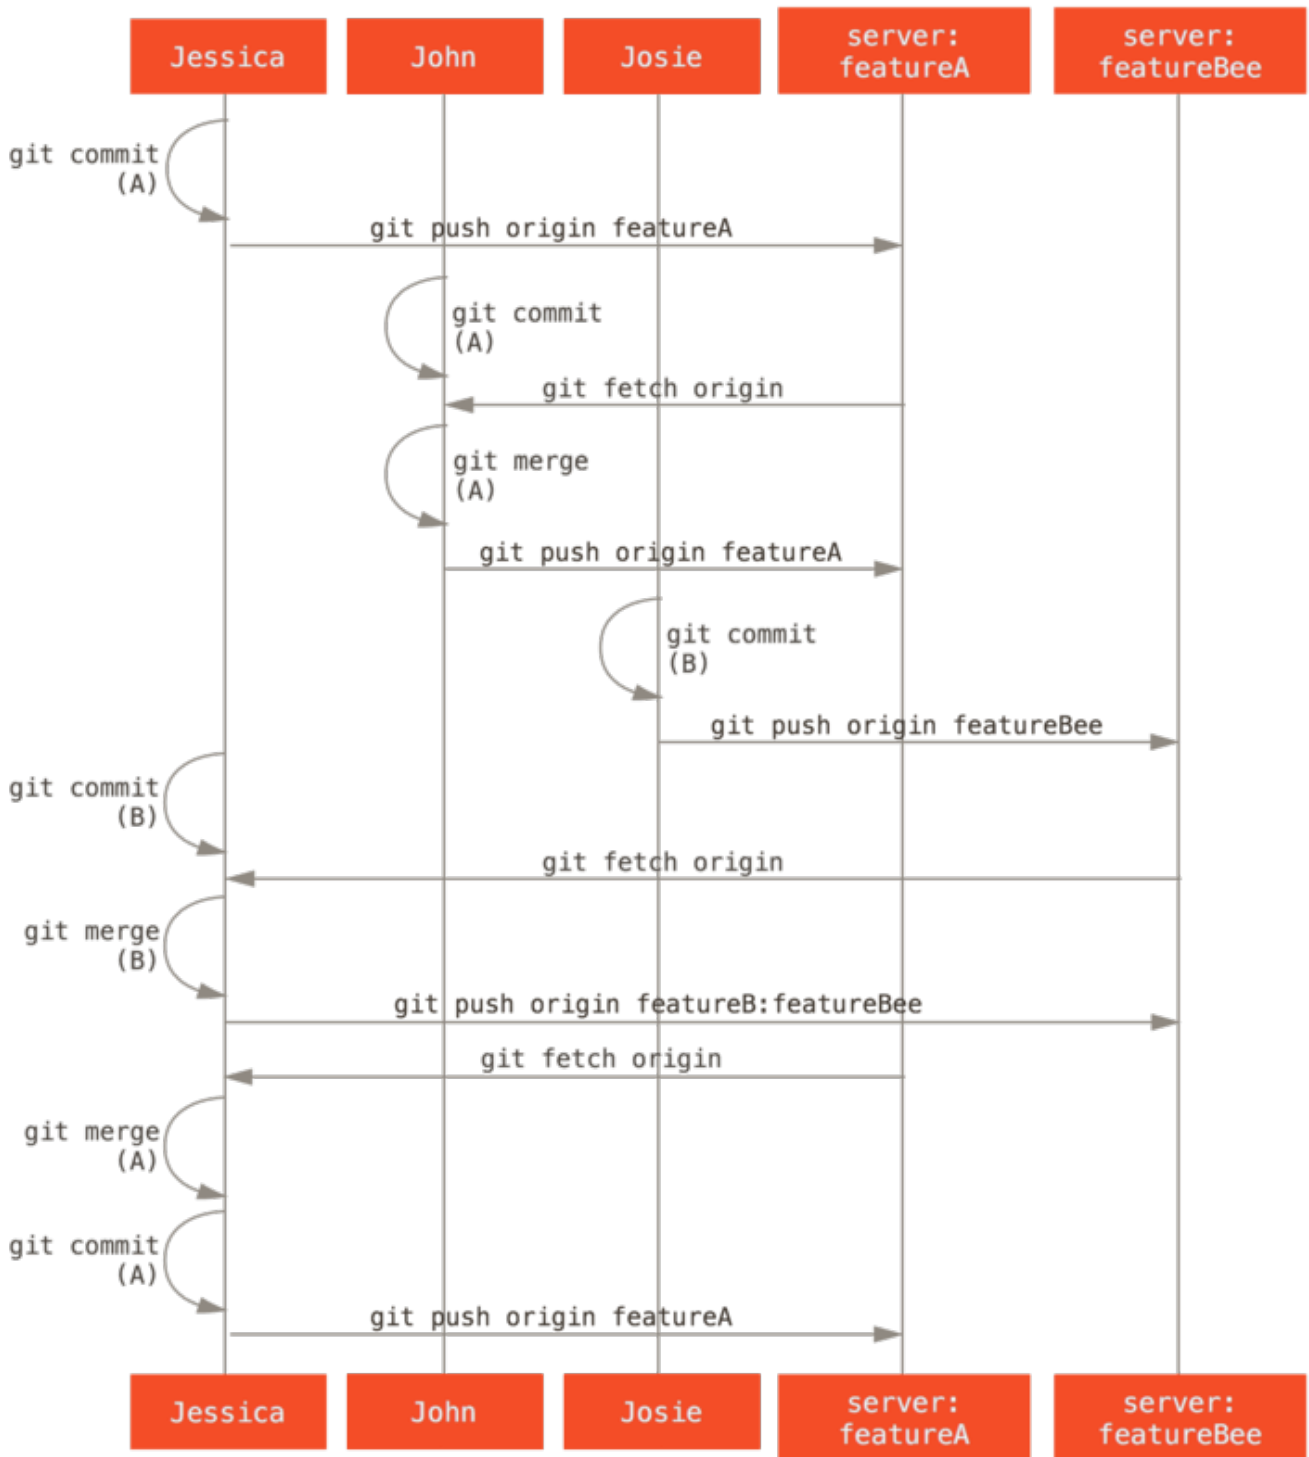 Jessica
John
Josie
server:
featureA
server:
featureBee
git commit
(A)
git push origin featureA
git commit
(A)
git fetch origin
git merge
(A)
git push origin featureA
git commit
(B)
git push origin featureBee
git commit
(B)
git fetch origin
git merge
(B)
git push origin featureB:featureBee
git fetch origin
git merge
(A)
git commit
(A)
git push origin featureA
Jessica
John
Josie
server:
featureA
server:
featureBee